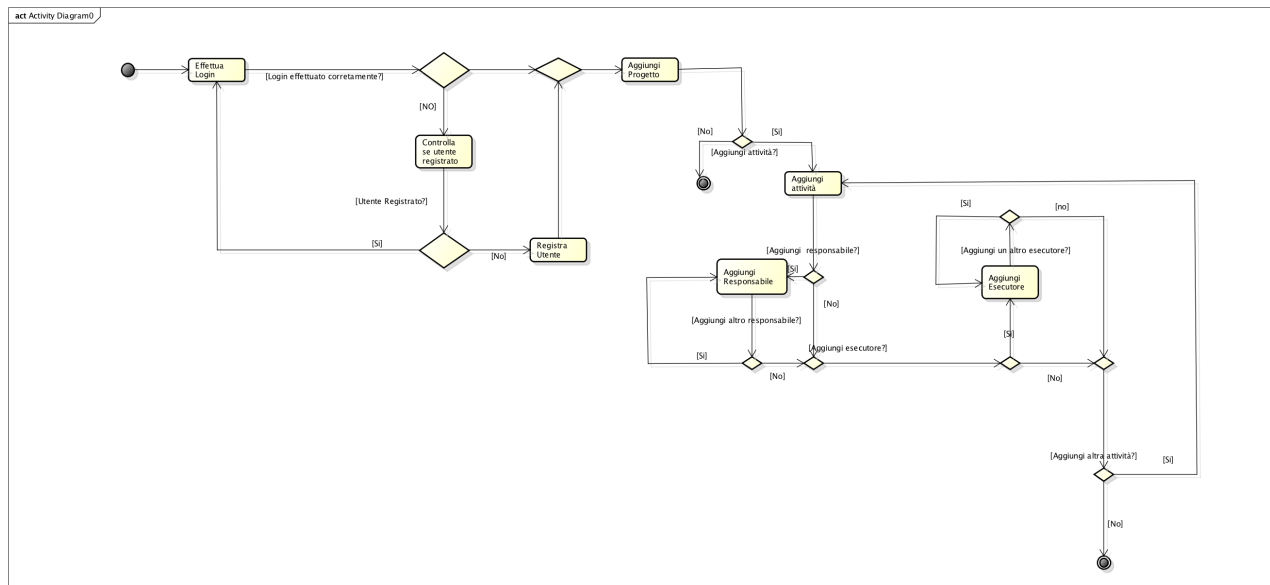 act Activity Diagram0
Effettua
Login
[Login effettuato corretamente?]
[NO]
Controlla
se utente
registrato
[Utente Registrato?]
[Si]
[No]
Registra
Utente
Aggiungi
Progetto
[No]
[Si]
[Aggiungi attività?]
Aggiungi
attività
[Aggiungi responsabile?]
[Si]
Aggiungi
Responsabile
[No]
[Aggiungi altro responsabile?]
[Si]
[No]
[Aggiungi esecutore?]
[Si]
[No]
Aggiungi
Esecutore
[Aggiungi un altro esecutore?]
[Si]
[no]
[Aggiungi altra attività?]
[Si]
[No]